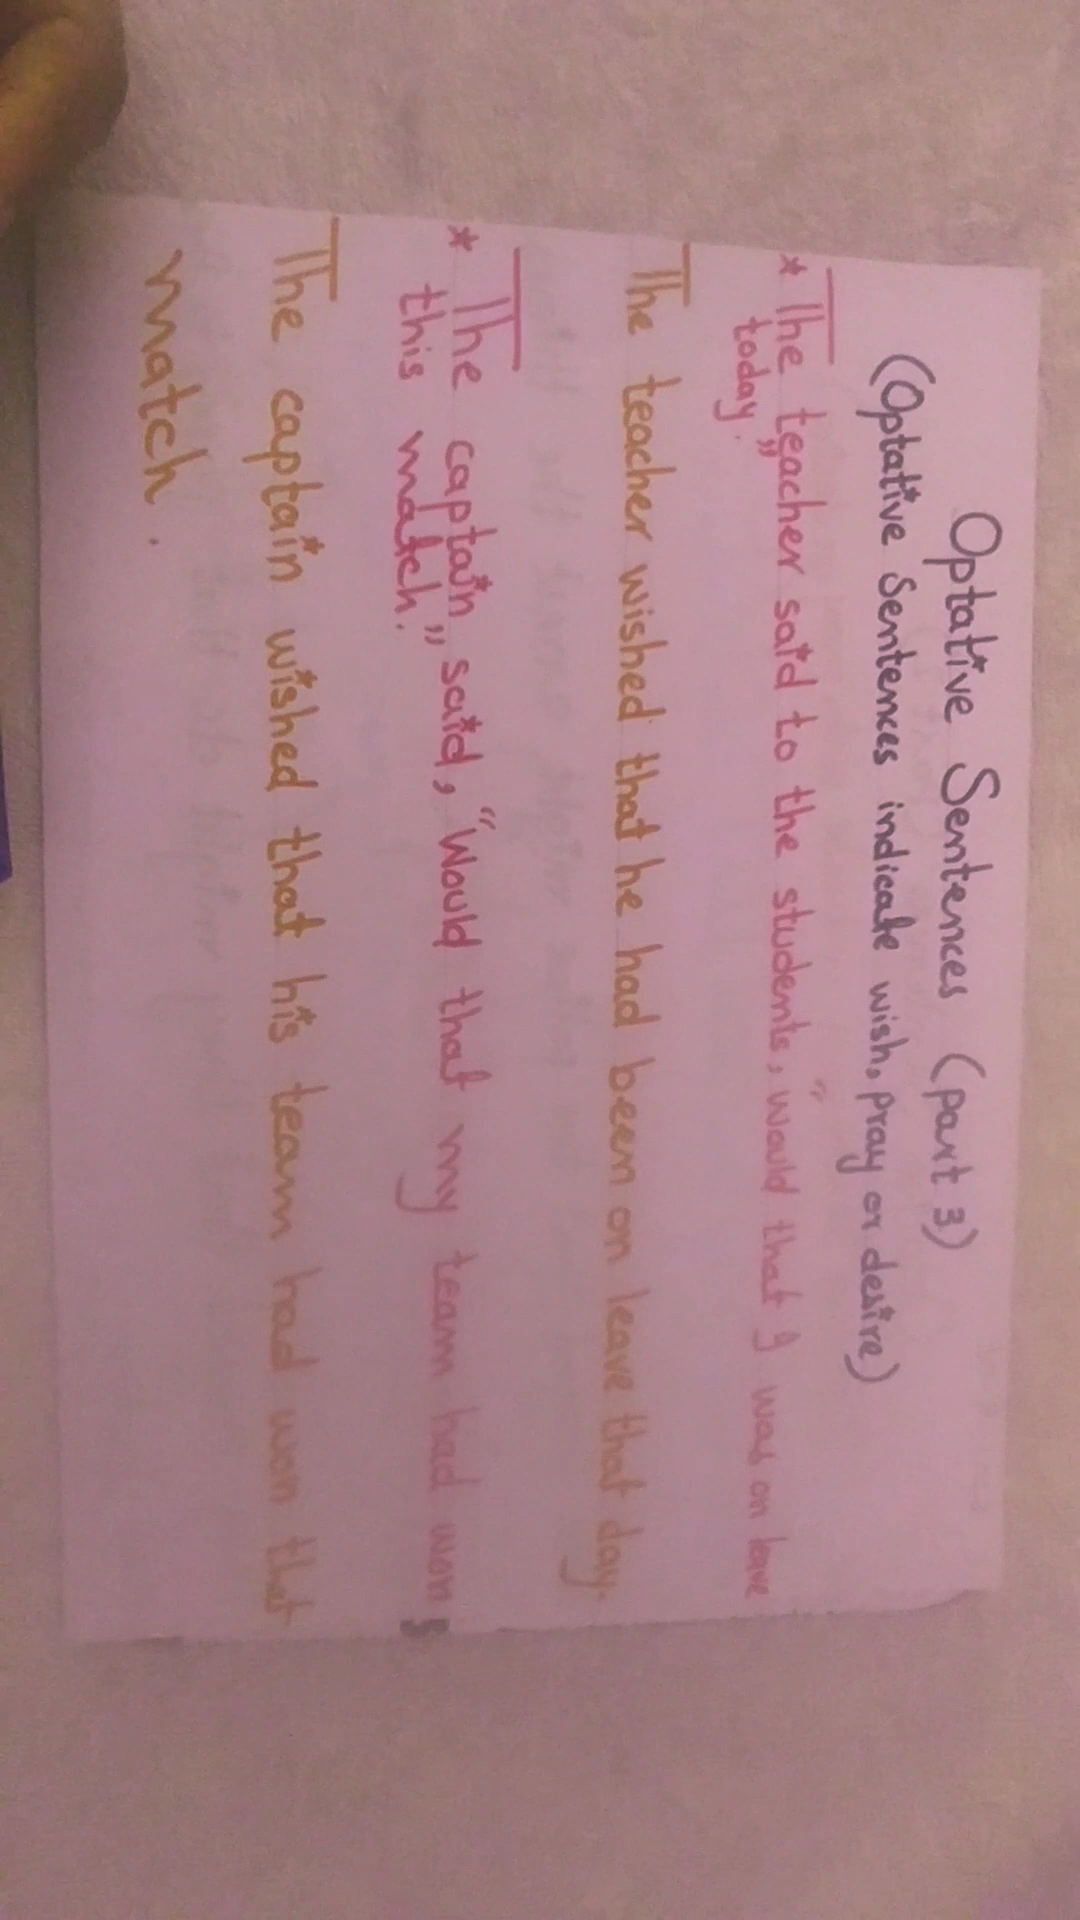 Optative Sentences (part 3)
(Optative Sentences indicate wish, pray or desire)
* The teacher said to the students, "would that I was on leave
today."
The teacher wished that he had been on leave that day.
* The captain said, "Would that my team had won
this match."
The captain wished that his team had won that
match.